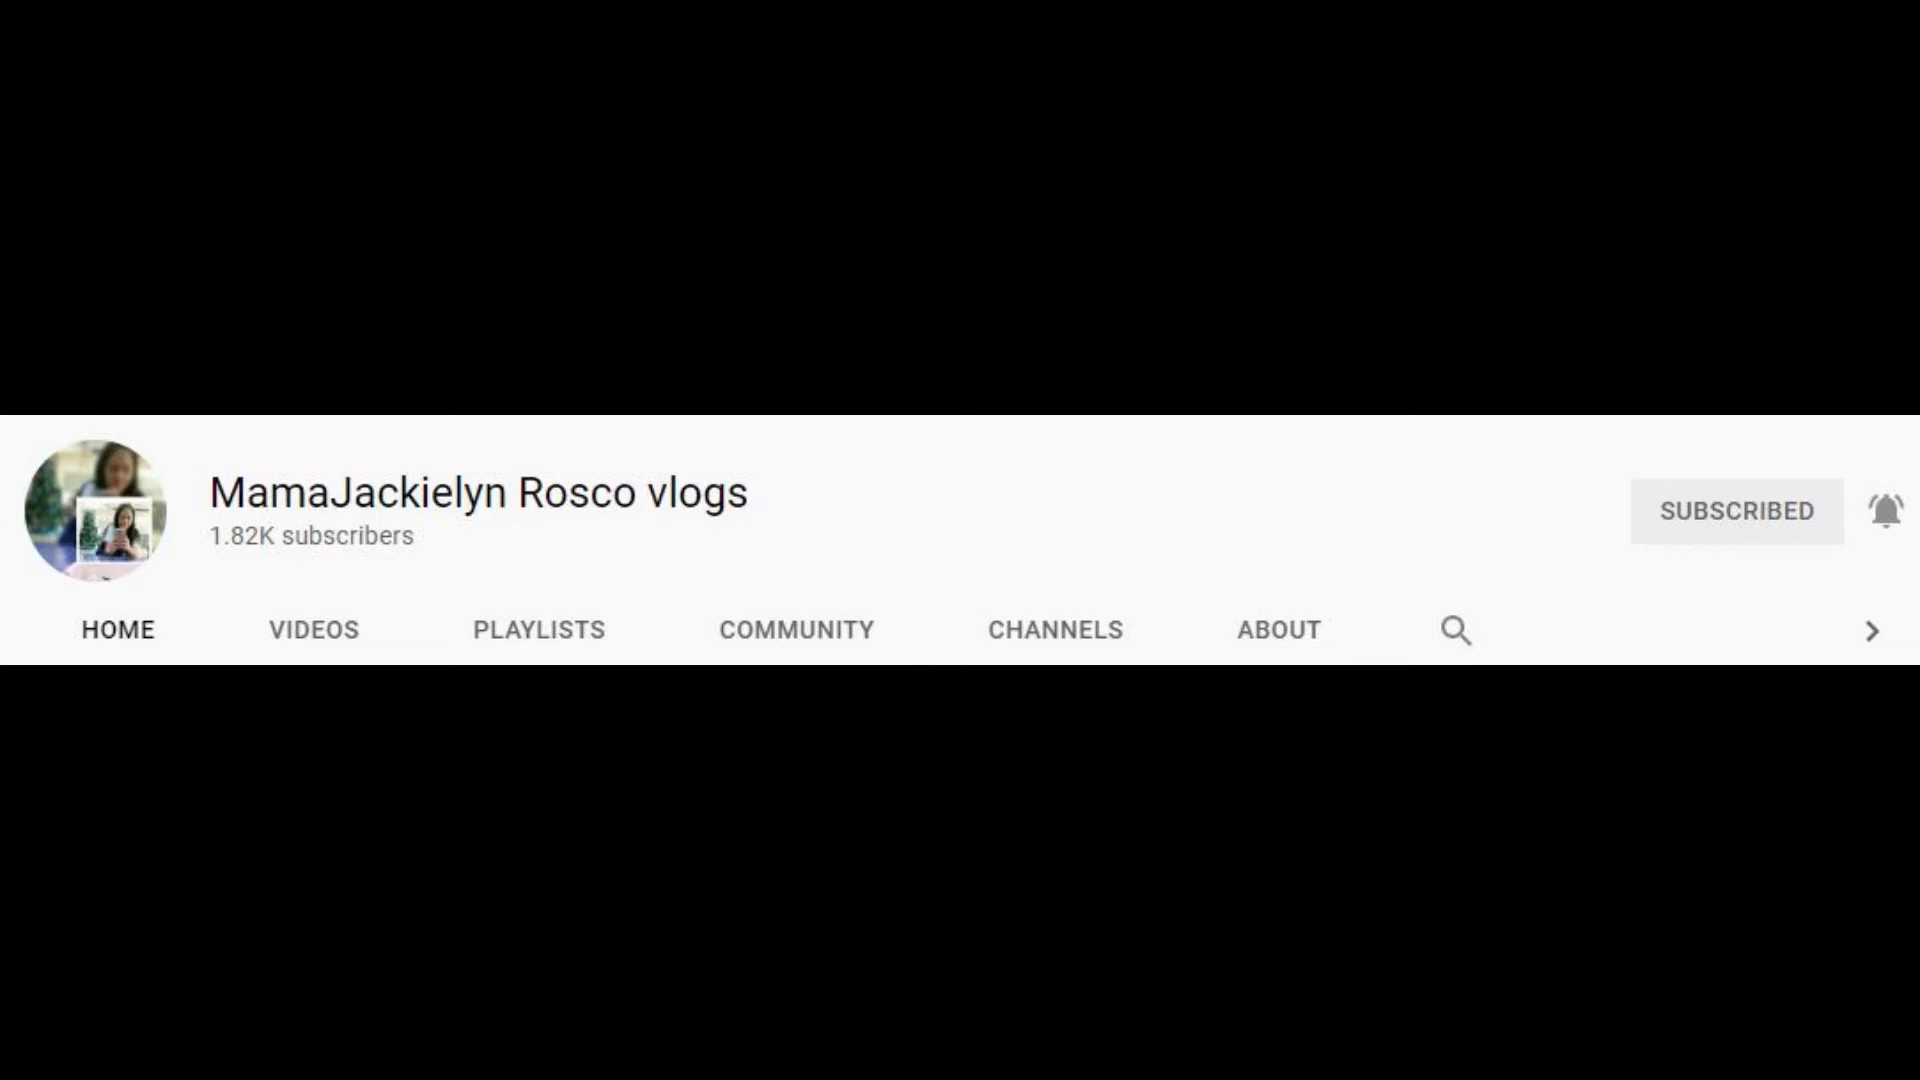 MamaJackielyn Rosco vlogs
1.82K subscribers
SUBSCRIBED
HOME VIDEOS PLAYLISTS COMMUNITY CHANNELS ABOUT